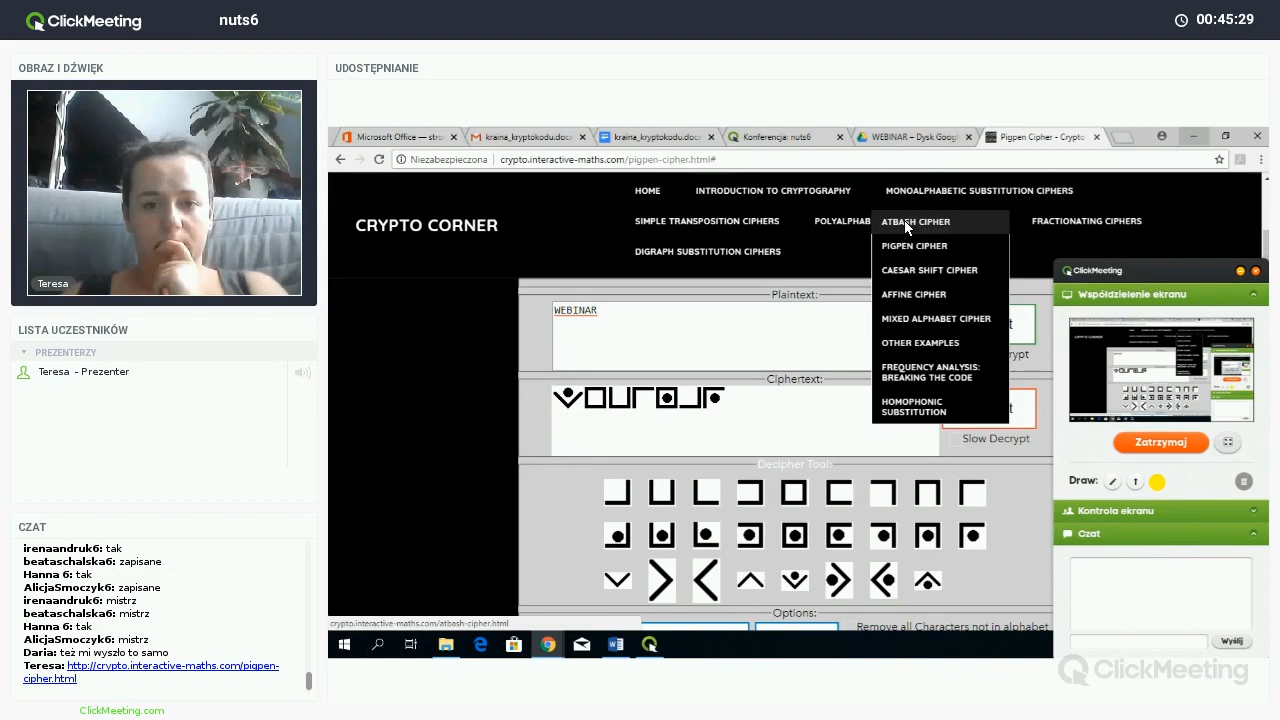 ClickMeeting
nuts6
00:45:29
OBRAZ I DŹWIĘK
Teresa
LISTA UCZESTNIKÓW
PREZENTERZY
Teresa - Prezenter
CZAT
irenaandruk6: tak
beataschalska6: zapisane
Hanna 6: tak
AlicjaSmoczyk6: zapisane
irenaandruk6: mistrz
beataschalska6: mistrz
Hanna 6: tak
AlicjaSmoczyk6: mistrz
Daria: też mi wyszło to samo
Teresa: http://crypto.interactive-maths.com/pigpen-
cipher.html
ClickMeeting.com
UDOSTĘPNIANIE
Microsoft Office — stro
kraina_kryptokodu.docx
kraina_kryptokodu.docx
Konferencja: nuts6
WEBINAR – Dysk Googl
Pigpen Cipher - Crypto
Niezabezpieczona
crypto.interactive-maths.com/pigpen-cipher.html#
CRYPTO CORNER
HOME
INTRODUCTION TO CRYPTOGRAPHY
MONOALPHABETIC SUBSTITUTION CIPHERS
SIMPLE TRANSPOSITION CIPHERS
POLYALPHAB
FRACTIONATING CIPHERS
DIGRAPH SUBSTITUTION CIPHERS
ATBASH CIPHER
PIGPEN CIPHER
CAESAR SHIFT CIPHER
AFFINE CIPHER
MIXED ALPHABET CIPHER
OTHER EXAMPLES
FREQUENCY ANALYSIS:
BREAKING THE CODE
HOMOPHONIC
SUBSTITUTION
Plaintext:
WEBINAR
t
crypt
Ciphertext:
t
Slow Decrypt
Decipher Tool:
Options:
Remove all Characters not in alphabet
crypto.interactive-maths.com/atbash-cipher.html
ClickMeeting
Współdzielenie ekranu
Zatrzymaj
Draw:
Kontrola ekranu
Czat
Wyślij
ClickMeeting